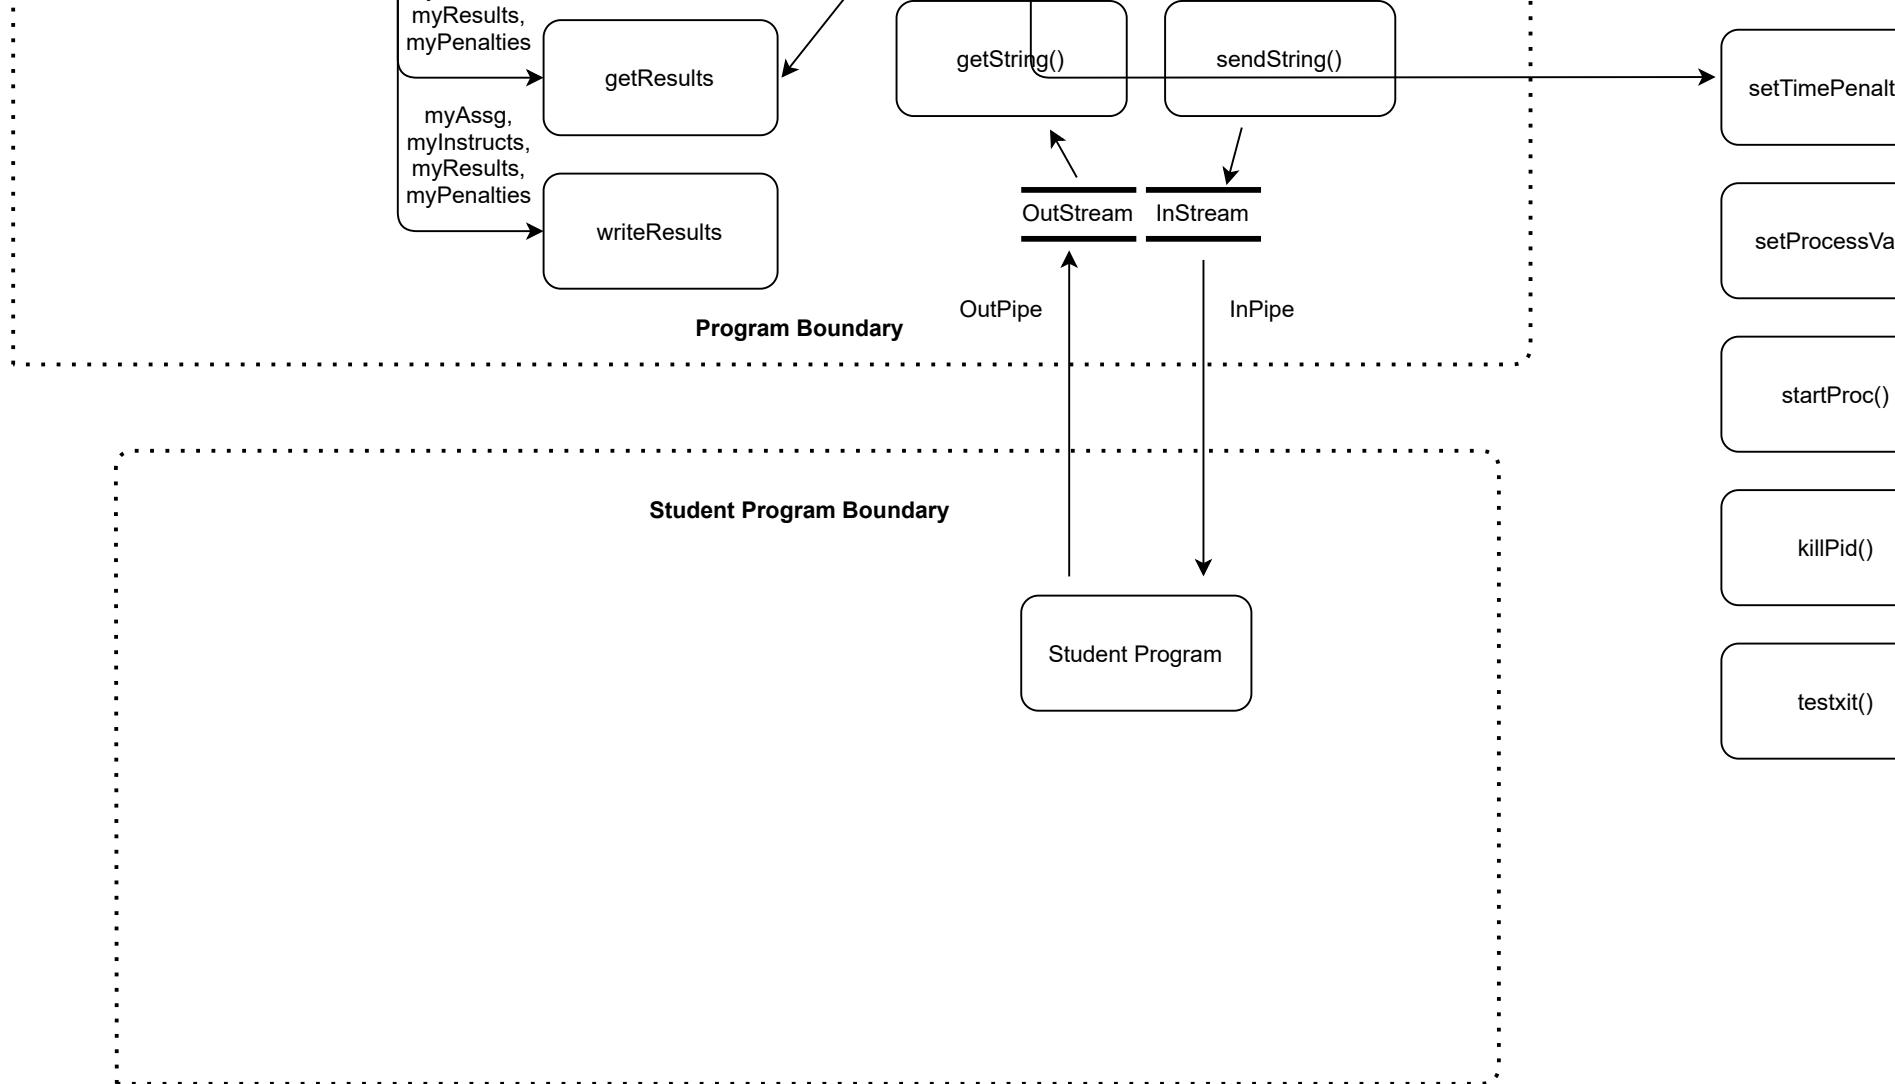 myResults,
myPenalties
getResults
getString()
sendString()
setTimePenalt
myAssg,
myInstructs,
myResults,
myPenalties
writeResults
OutStream
InStream
setProcessVa
OutPipe
InPipe
Program Boundary
startProc()
Student Program Boundary
killPid()
Student Program
testxit()